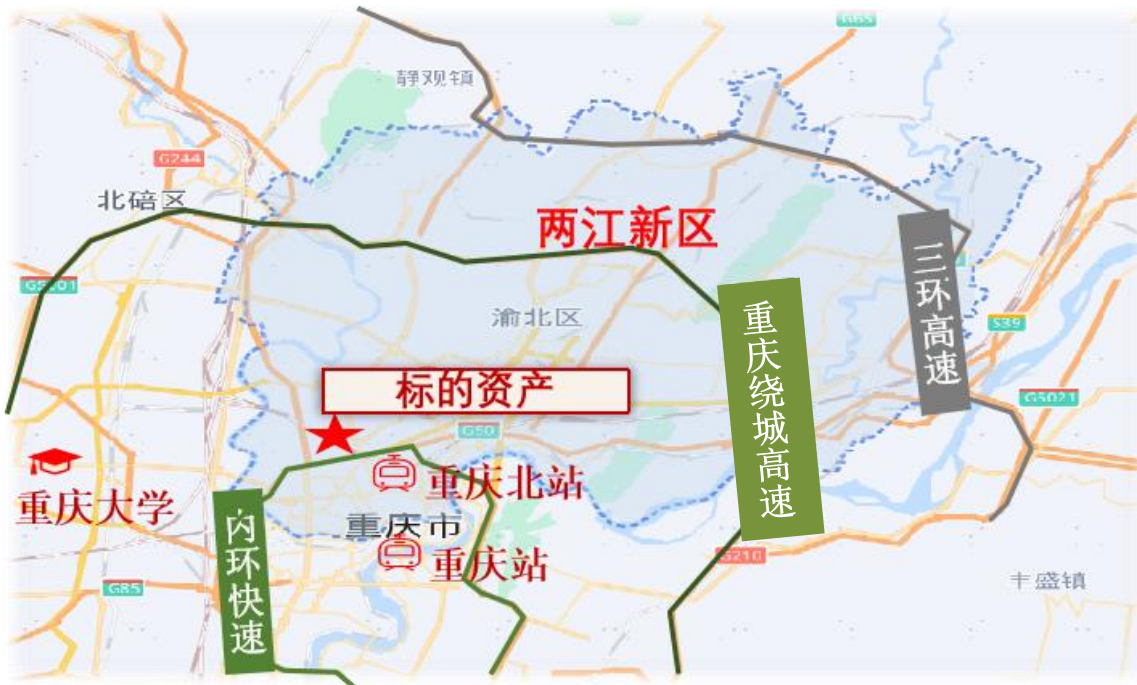 G65
静观镇
G244
北碚区
两江新区
三环高速
渝北区
重庆绕城高速
S39
标的资产
G5021
G50
重庆北站
重庆大学
内环快速
重庆市
重庆站
G210
G85
丰盛镇